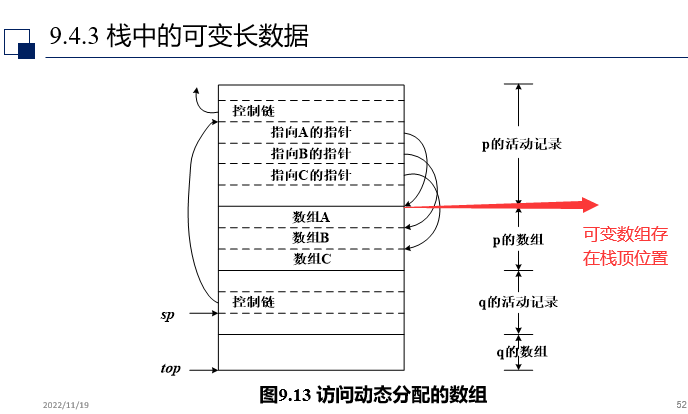 9.4.3 栈中的可变长数据
控制链
指向A的指针
指向B的指针
指向C的指针
p的活动记录
数组A
数组B
数组C
p的数组
可变数组存
在栈顶位置
控制链
q的活动记录
sp
q的数组
top
图9.13 访问动态分配的数组
2022/11/19
52